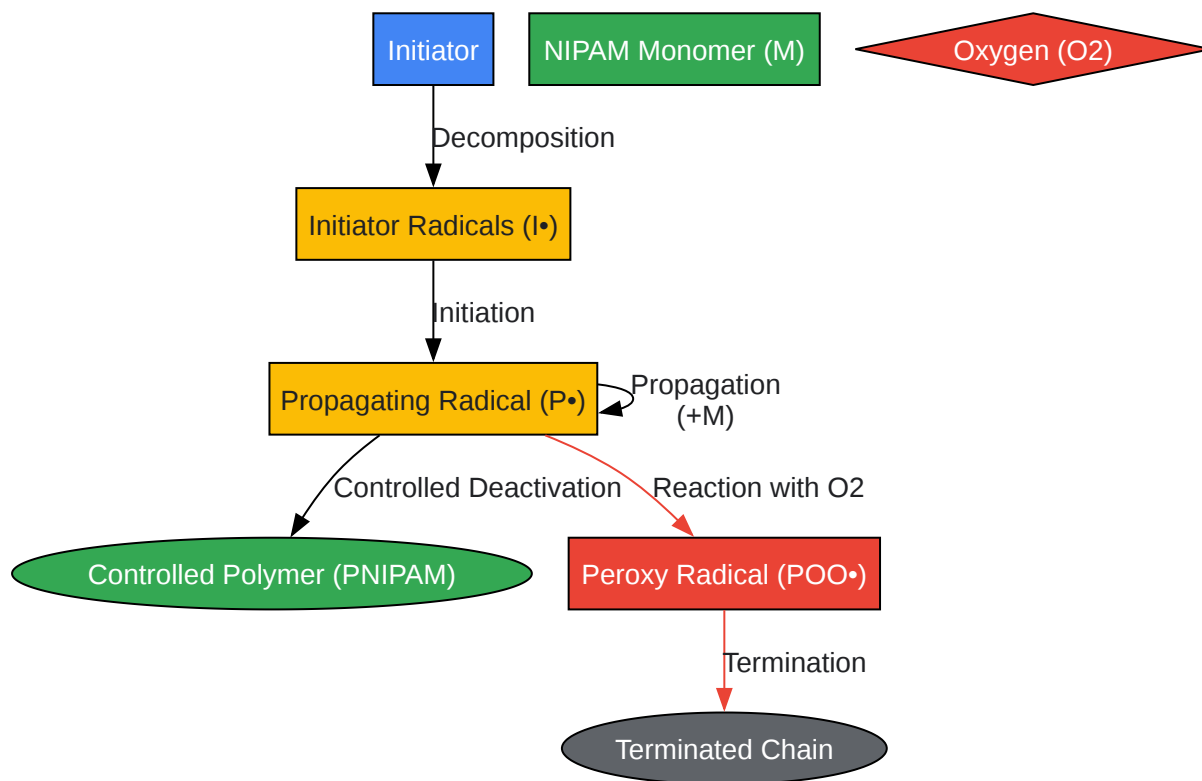 Initiator
NIPAM Monomer (M)
Oxygen (O2)
Decomposition
Initiator Radicals (I•)
Initiation
Propagating Radical (P•)
Propagation
(+M)
Controlled Deactivation
Reaction with O2
Controlled Polymer (PNIPAM)
Peroxy Radical (POO•)
Termination
Terminated Chain